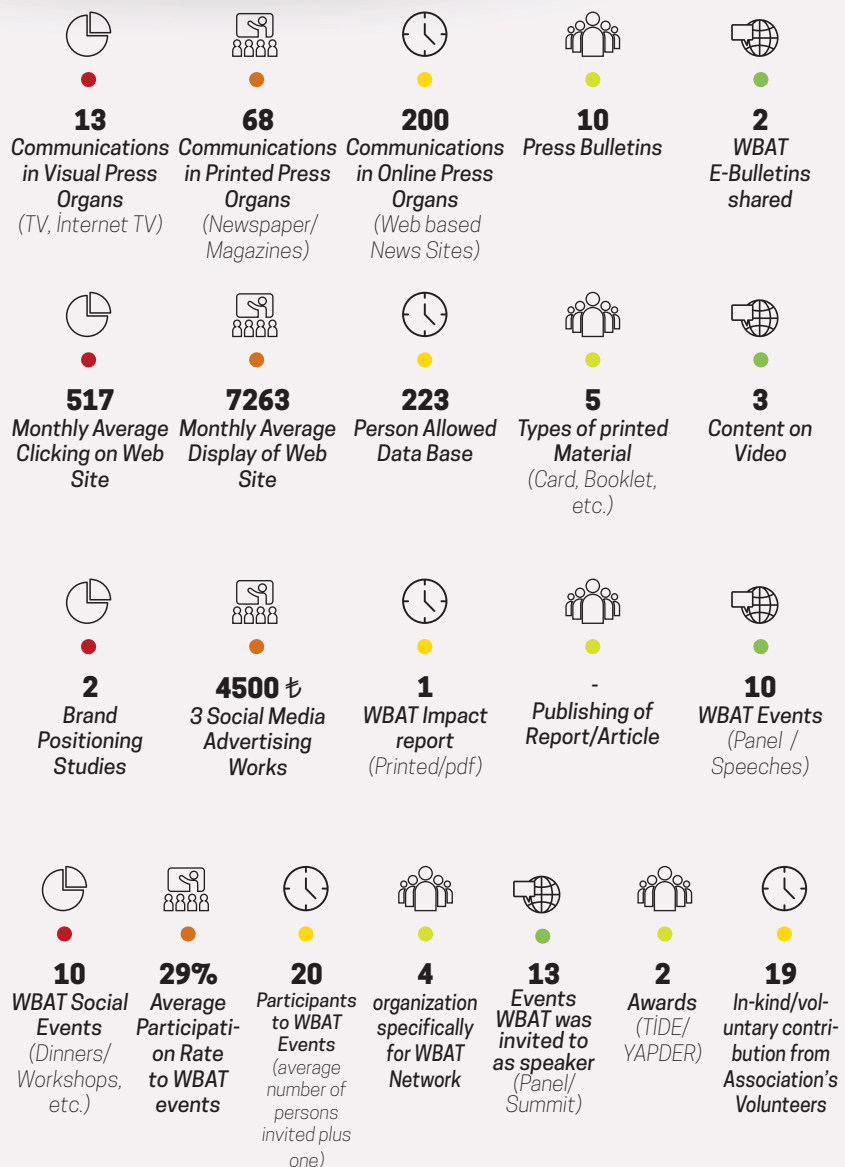 13
Communications
in Visual Press
Organs
(TV, İnternet TV)
68
Communications
in Printed Press
Organs
(Newspaper/
Magazines)
200
Communications
in Online Press
Organs
(Web based
News Sites)
10
Press Bulletins
2
WBAT
E-Bulletins
shared
517
Monthly Average
Clicking on Web
Site
7263
Monthly Average
Display of Web
Site
223
Person Allowed
Data Base
5
Types of printed
Material
(Card, Booklet,
etc.)
3
Content on
Video
2
Brand
Positioning
Studies
4500 ₺
3 Social Media
Advertising
Works
1
WBAT Impact
report
(Printed/pdf)
-
Publishing of
Report/Article
10
WBAT Events
(Panel /
Speeches)
10
WBAT Social
Events
(Dinners/
Workshops,
etc.)
29%
Average
Participati-
on Rate
to WBAT
events
20
Participants
to WBAT
Events
(average
number of
persons
invited plus
one)
4
organization
specifically
for WBAT
Network
13
Events
WBAT was
invited to
as speaker
(Panel/
Summit)
2
Awards
(TİDE/
YAPDER)
19
In-kind/vol-
untary contri-
bution from
Association's
Volunteers